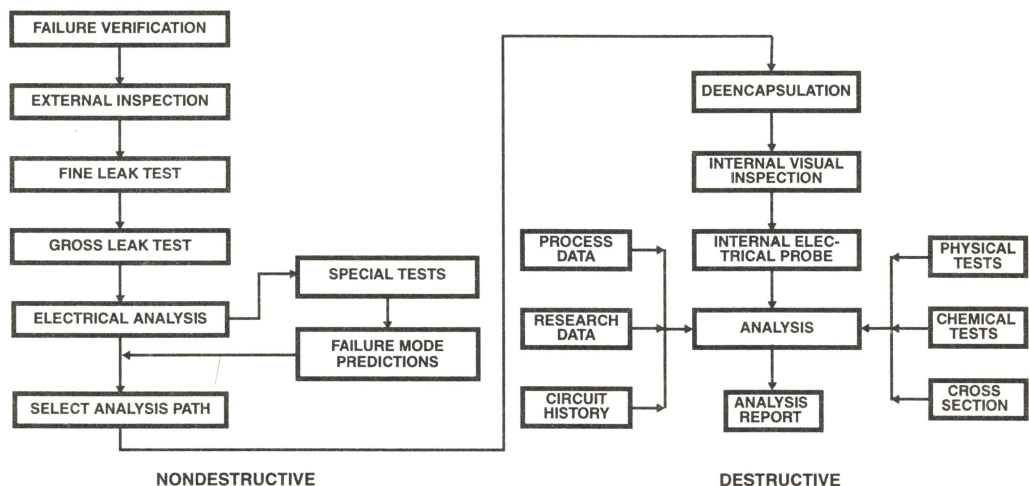 FAILURE VERIFICATION
EXTERNAL INSPECTION
FINE LEAK TEST
GROSS LEAK TEST
ELECTRICAL ANALYSIS
SPECIAL TESTS
FAILURE MODE
PREDICTIONS
SELECT ANALYSIS PATH
NONDESTRUCTIVE
DEENCAPSULATION
INTERNAL VISUAL
INSPECTION
INTERNAL ELEC-
TRICAL PROBE
PROCESS
DATA
RESEARCH
DATA
CIRCUIT
HISTORY
ANALYSIS
PHYSICAL
TESTS
CHEMICAL
TESTS
CROSS
SECTION
ANALYSIS
REPORT
DESTRUCTIVE